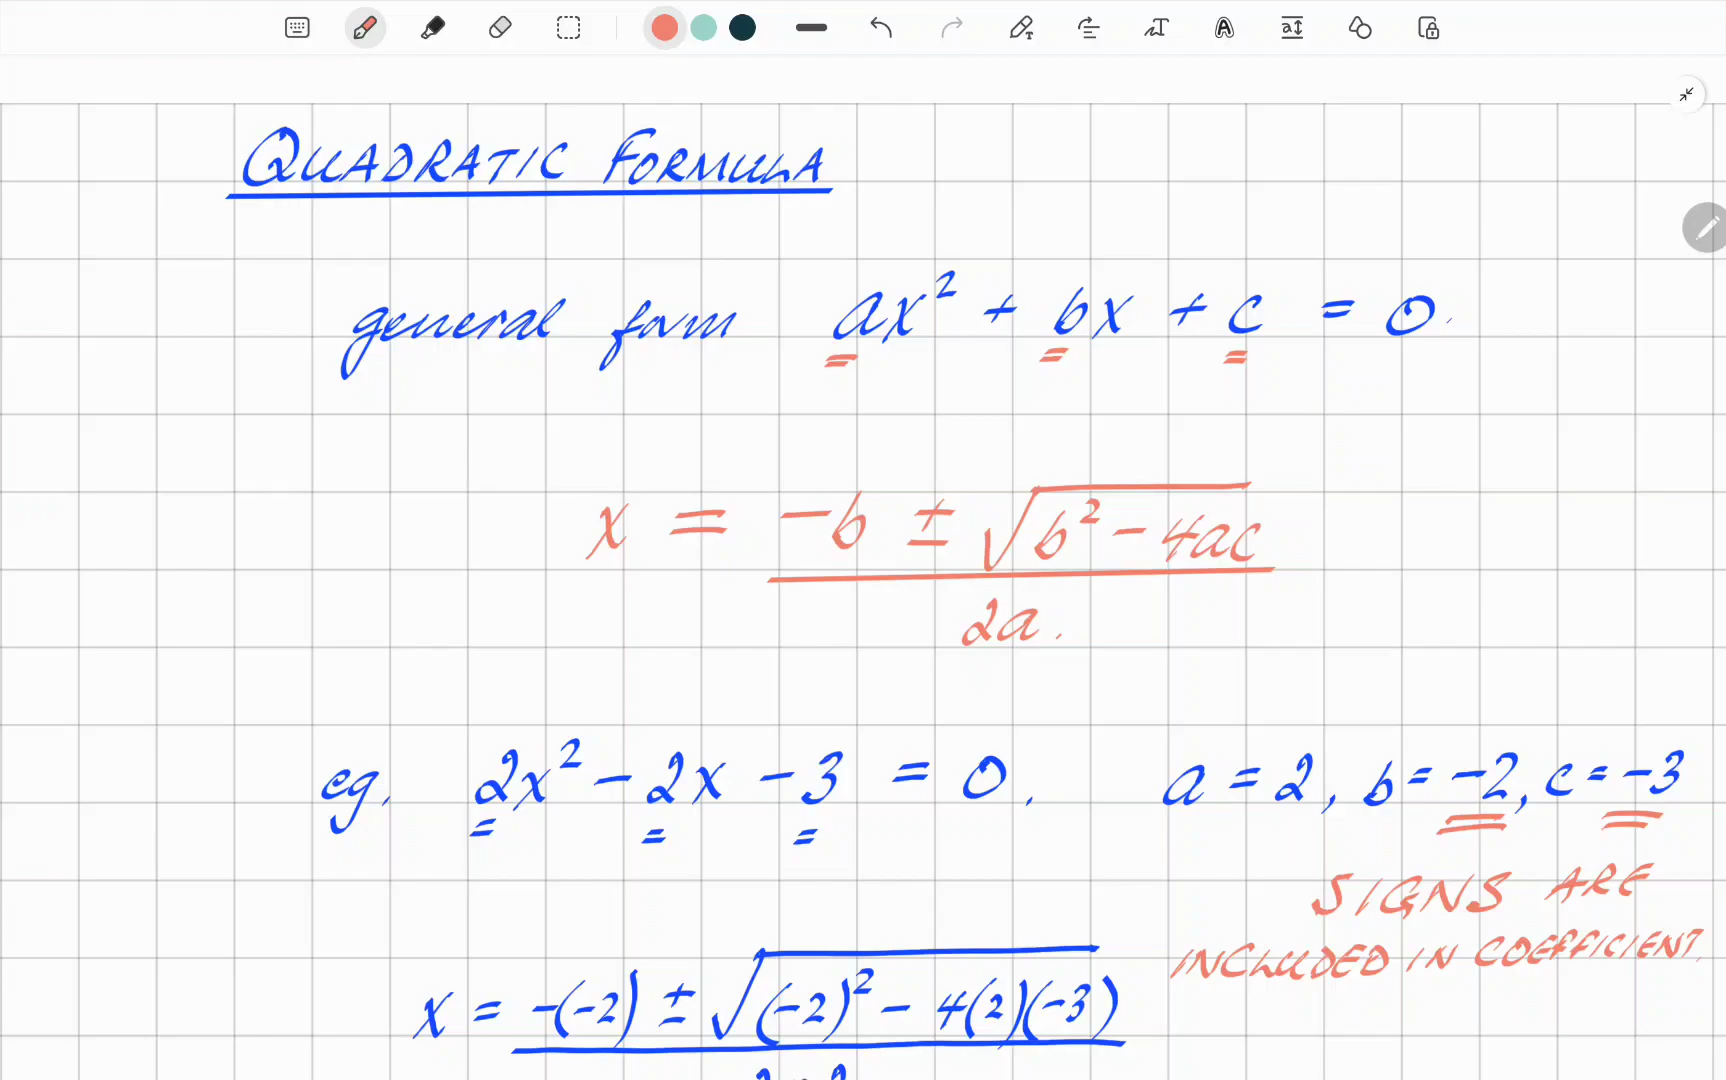 QUADRATIC FORMULA
general form ax² + bx + c = 0.
x = -b ± √b² - 4ac
2a.
eg. 2x² - 2x - 3 = 0. a = 2, b = -2, c = -3
SIGNS ARE
INCLUDED IN COEFFICIENT.
x = -(-2) ± √(-2)² - 4(2)(-3)